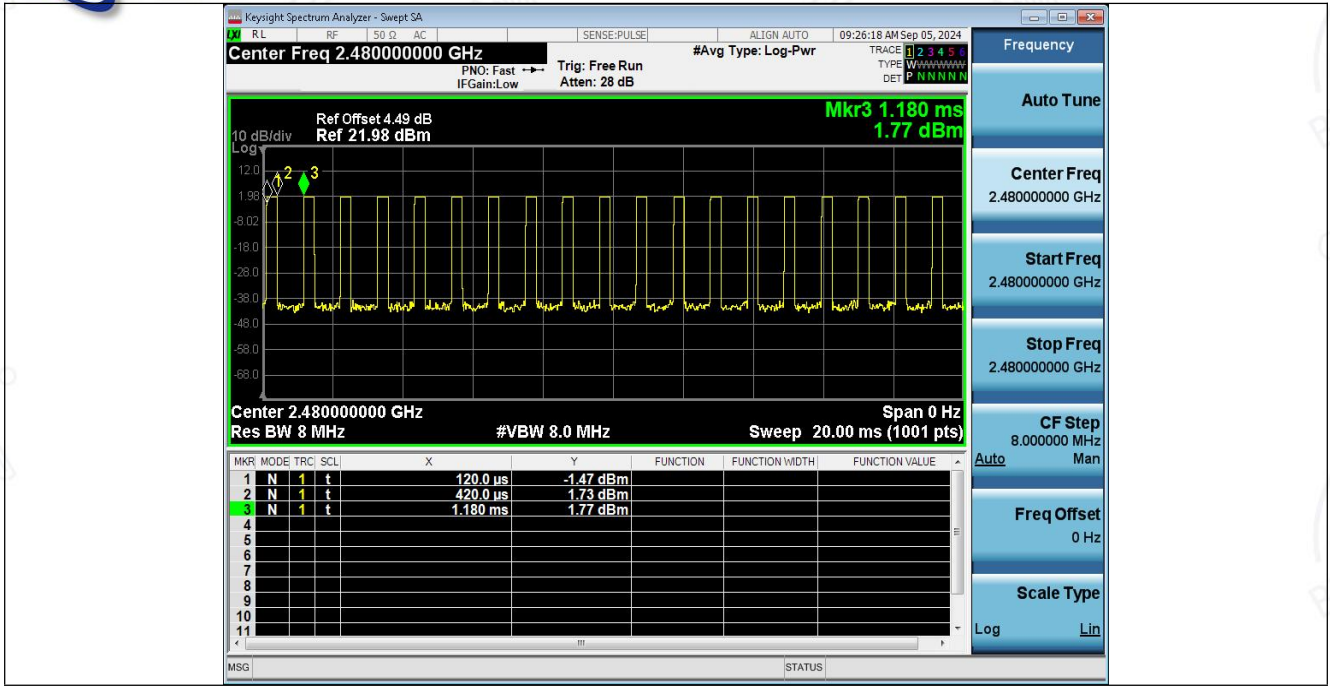 Keysight Spectrum Analyzer - Swept SA
LXI RL RF 50 Ω AC SENSE:PULSE ALIGN AUTO 09:26:18 AM Sep 05, 2024
Center Freq 2.480000000 GHz
#Avg Type: Log-Pwr
TRACE 1 2 3 4 5 6
PNO: Fast
Trig: Free Run
TYPE WWWWWW
IFGain:Low
Atten: 28 dB
DET P N N N N N
Mkr3 1.180 ms
1.77 dBm
Ref Offset 4.49 dB
10 dB/div Ref 21.98 dBm
Log
12.0
1 2 3
1.98
-8.02
-18.0
-28.0
-38.0
-48.0
-58.0
-68.0
Center 2.480000000 GHz Span 0 Hz
Res BW 8 MHz #VBW 8.0 MHz Sweep 20.00 ms (1001 pts)
MKR MODE TRC SCL X Y FUNCTION FUNCTION WIDTH FUNCTION VALUE
1 N 1 t 120.0 µs -1.47 dBm
2 N 1 t 420.0 µs 1.73 dBm
3 N 1 t 1.180 ms 1.77 dBm
4
5
6
7
8
9
10
11
MSG STATUS
Frequency
Auto Tune
Center Freq
2.480000000 GHz
Start Freq
2.480000000 GHz
Stop Freq
2.480000000 GHz
CF Step
8.000000 MHz
Auto Man
Freq Offset
0 Hz
Scale Type
Log Lin